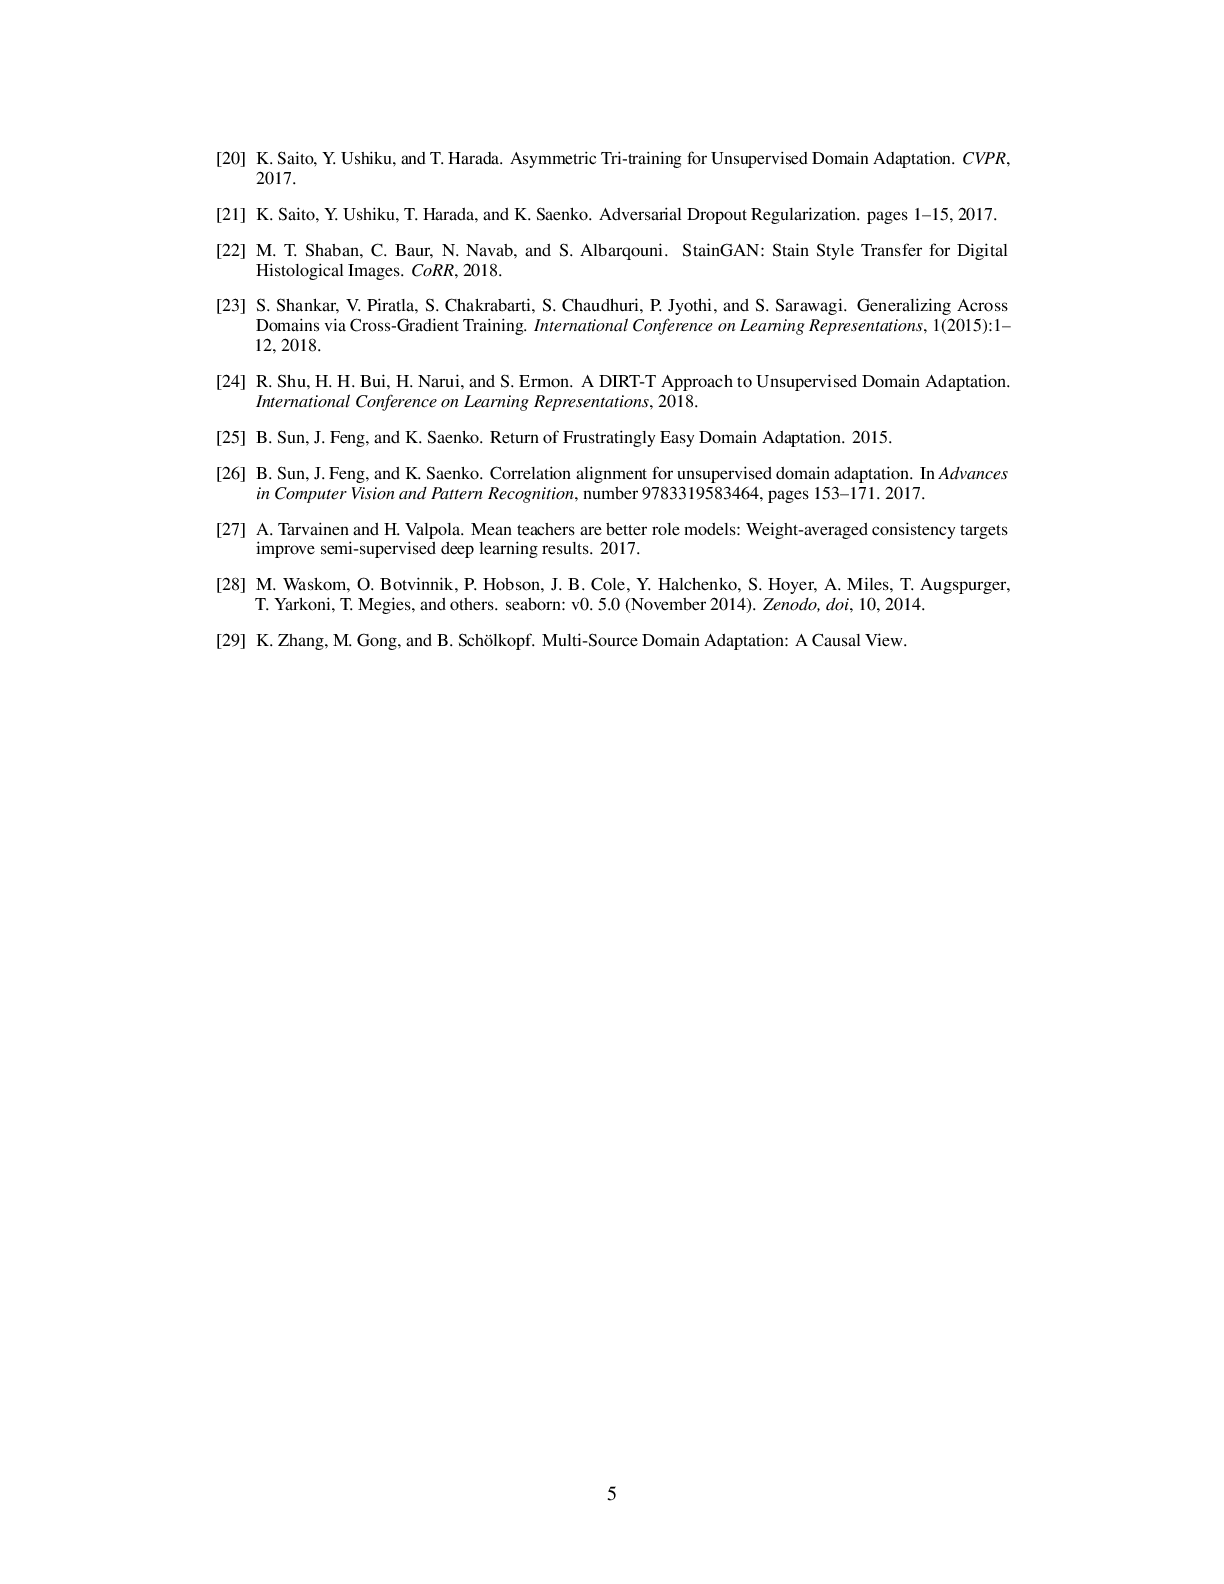 [20] K. Saito, Y. Ushiku, and T. Harada. Asymmetric Tri-training for Unsupervised Domain Adaptation. CVPR,
2017.
[21] K. Saito, Y. Ushiku, T. Harada, and K. Saenko. Adversarial Dropout Regularization. pages 1–15, 2017.
[22] M. T. Shaban, C. Baur, N. Navab, and S. Albarqouni. StainGAN: Stain Style Transfer for Digital
Histological Images. CoRR, 2018.
[23] S. Shankar, V. Piratla, S. Chakrabarti, S. Chaudhuri, P. Jyothi, and S. Sarawagi. Generalizing Across
Domains via Cross-Gradient Training. International Conference on Learning Representations, 1(2015):1–
12, 2018.
[24] R. Shu, H. H. Bui, H. Narui, and S. Ermon. A DIRT-T Approach to Unsupervised Domain Adaptation.
International Conference on Learning Representations, 2018.
[25] B. Sun, J. Feng, and K. Saenko. Return of Frustratingly Easy Domain Adaptation. 2015.
[26] B. Sun, J. Feng, and K. Saenko. Correlation alignment for unsupervised domain adaptation. In Advances
in Computer Vision and Pattern Recognition, number 9783319583464, pages 153–171. 2017.
[27] A. Tarvainen and H. Valpola. Mean teachers are better role models: Weight-averaged consistency targets
improve semi-supervised deep learning results. 2017.
[28] M. Waskom, O. Botvinnik, P. Hobson, J. B. Cole, Y. Halchenko, S. Hoyer, A. Miles, T. Augspurger,
T. Yarkoni, T. Megies, and others. seaborn: v0. 5.0 (November 2014). Zenodo, doi, 10, 2014.
[29] K. Zhang, M. Gong, and B. Schölkopf. Multi-Source Domain Adaptation: A Causal View.
5